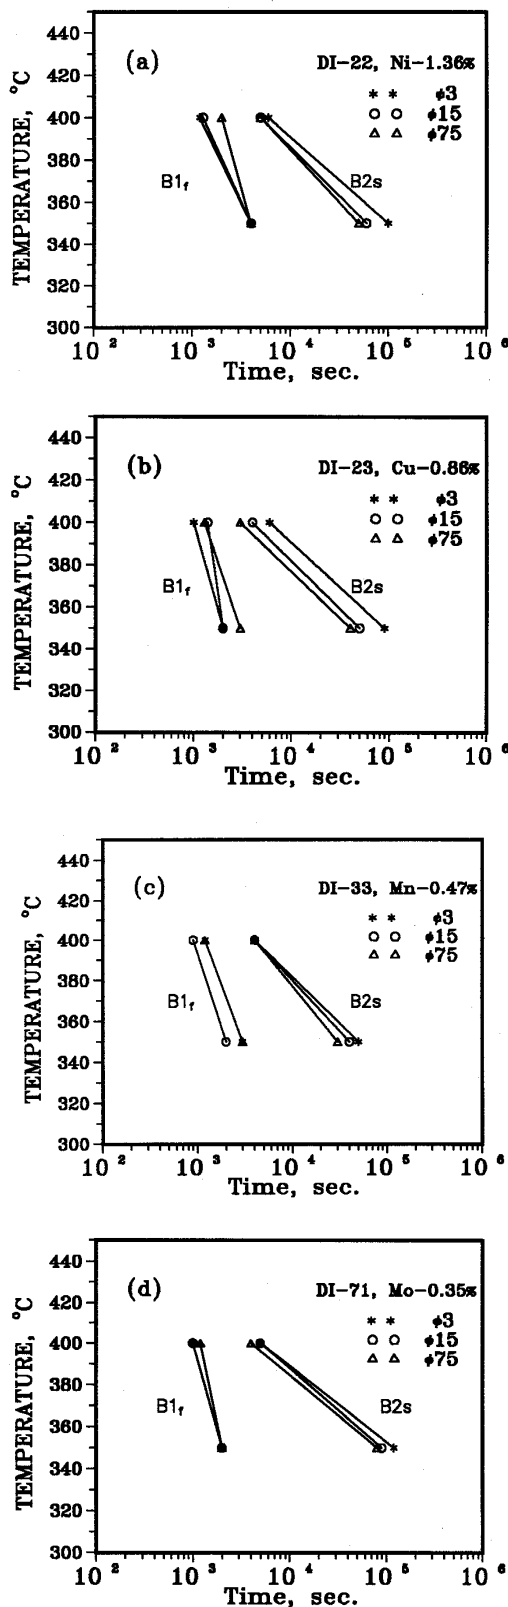 (a)
DI-22, Ni-1.36%
* * φ3
○ ○ φ15
△ △ φ75
B1f
B2s
TEMPERATURE, °C
440
420
400
380
360
340
320
300
10 2 10 3 10 4 10 5 10 6
Time, sec.
(b)
DI-23, Cu-0.86%
* * φ3
○ ○ φ15
△ △ φ75
B1f
B2s
TEMPERATURE, °C
440
420
400
380
360
340
320
300
10 2 10 3 10 4 10 5 10 6
Time, sec.
(c)
DI-33, Mn-0.47%
* * φ3
○ ○ φ15
△ △ φ75
B1f
B2s
TEMPERATURE, °C
440
420
400
380
360
340
320
300
10 2 10 3 10 4 10 5 10 6
Time, sec.
(d)
DI-71, Mo-0.35%
* * φ3
○ ○ φ15
△ △ φ75
B1f
B2s
TEMPERATURE, °C
440
420
400
380
360
340
320
300
10 2 10 3 10 4 10 5 10 6
Time, sec.